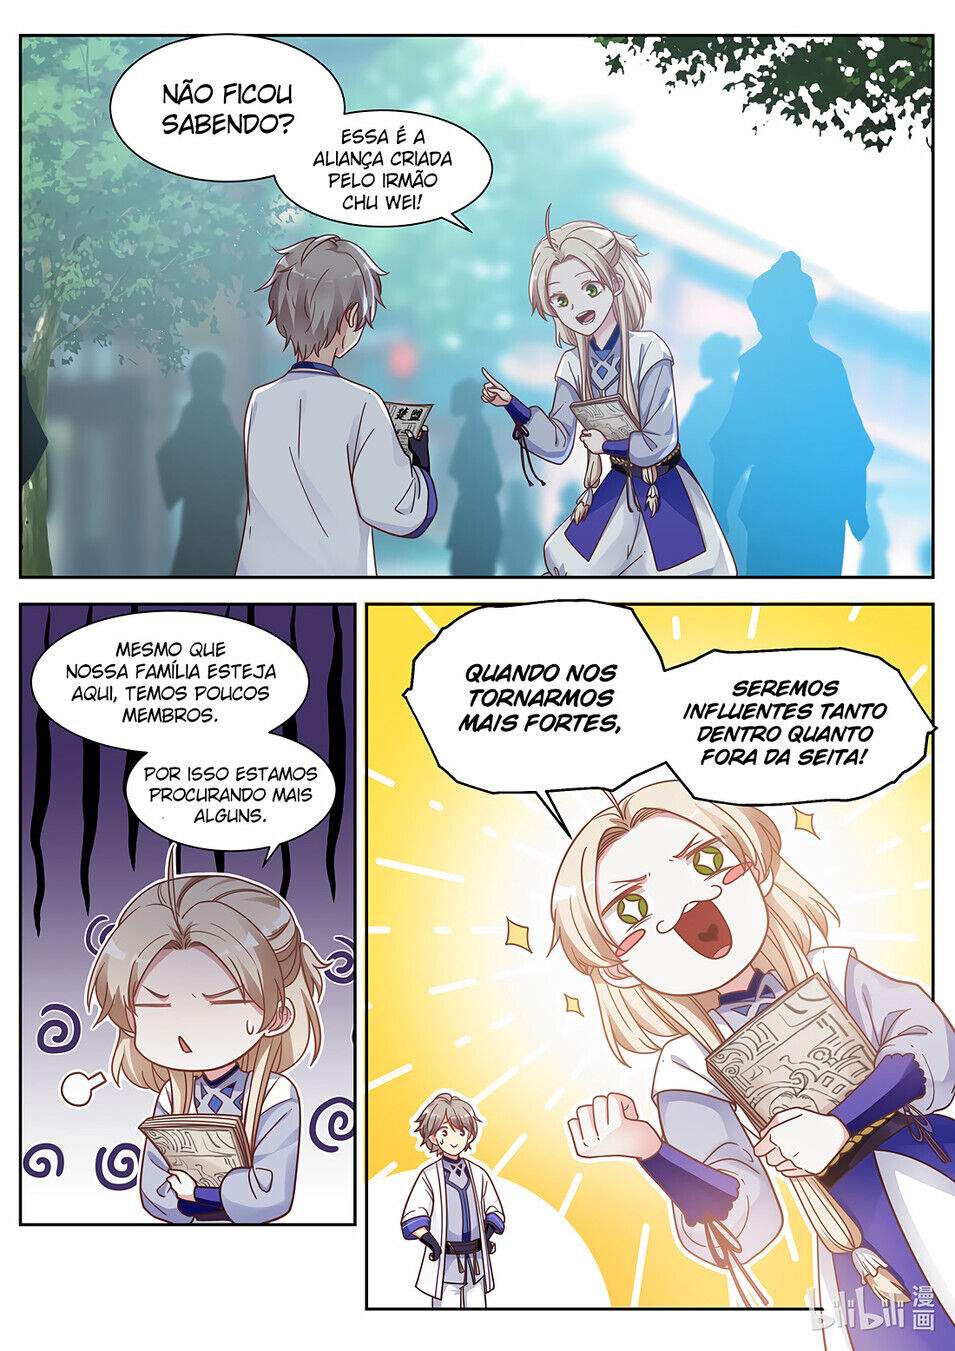 NÃO FICOU
SABENDO?
ESSA É A
ALIANÇA CRIADA
PELO IRMÃO
CHU WEI!
楚盟
MESMO QUE
NOSSA FAMÍLIA ESTEJA
AQUI, TEMOS POUCOS
MEMBROS.
POR ISSO ESTAMOS
PROCURANDO MAIS
ALGUNS.
QUANDO NOS
TORNARMOS
MAIS FORTES,
SEREMOS
INFLUENTES TANTO
DENTRO QUANTO
FORA DA SEITA!
bilibili 漫画